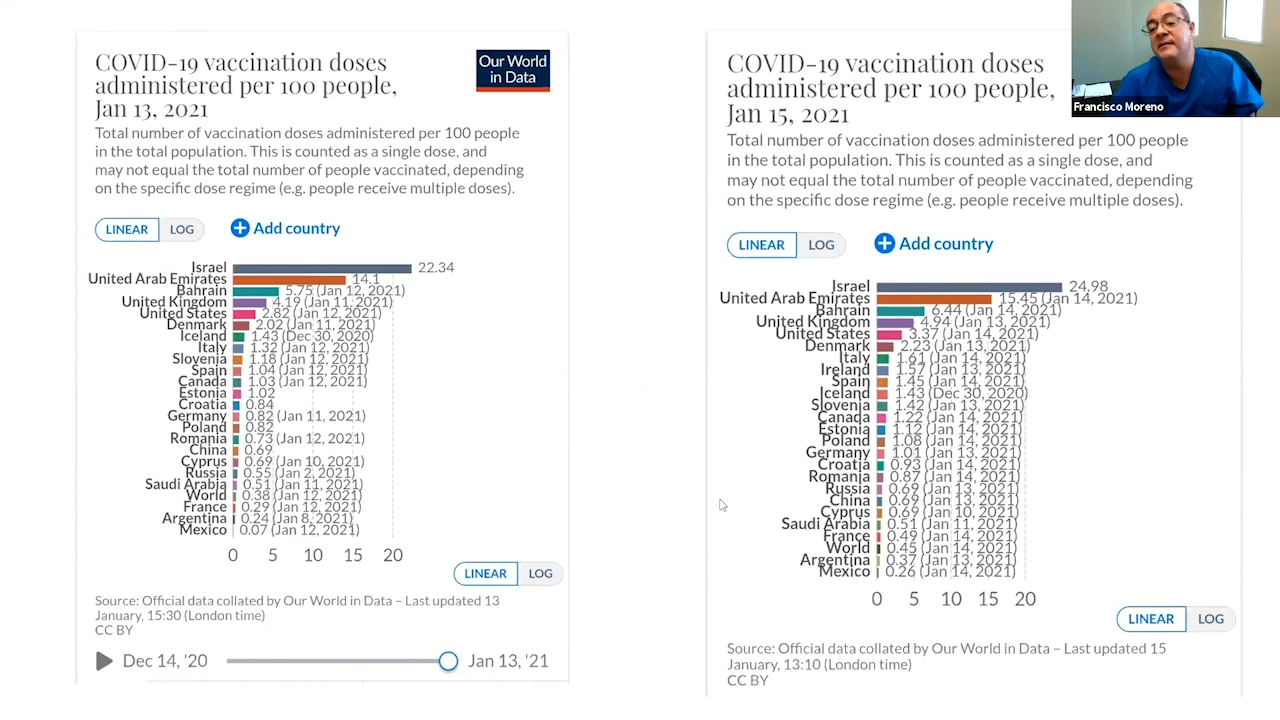 COVID-19 vaccination doses
administered per 100 people,
Jan 13, 2021
Our World
in Data
Total number of vaccination doses administered per 100 people
in the total population. This is counted as a single dose, and
may not equal the total number of people vaccinated, depending
on the specific dose regime (e.g. people receive multiple doses).
LINEAR LOG
Add country
Israel 22.34
United Arab Emirates 14.1
Bahrain 5.75 (Jan 12, 2021)
United Kingdom 4.19 (Jan 11, 2021)
United States 2.82 (Jan 12, 2021)
Denmark 2.02 (Jan 11, 2021)
Iceland 1.43 (Dec 30, 2020)
Italy 1.32 (Jan 12, 2021)
Slovenia 1.18 (Jan 12, 2021)
Spain 1.04 (Jan 12, 2021)
Canada 1.03 (Jan 12, 2021)
Estonia 1.02
Croatia 0.84
Germany 0.82 (Jan 11, 2021)
Poland 0.82
Romania 0.73 (Jan 12, 2021)
China 0.69
Cyprus 0.69 (Jan 10, 2021)
Russia 0.55 (Jan 2, 2021)
Saudi Arabia 0.51 (Jan 11, 2021)
World 0.38 (Jan 12, 2021)
France 0.29 (Jan 12, 2021)
Argentina 0.24 (Jan 8, 2021)
Mexico 0.07 (Jan 12, 2021)
0 5 10 15 20
LINEAR LOG
Source: Official data collated by Our World in Data – Last updated 13
January, 15:30 (London time)
CC BY
Dec 14, '20 Jan 13, '21
COVID-19 vaccination doses
administered per 100 people,
Jan 15, 2021
Total number of vaccination doses administered per 100 people
in the total population. This is counted as a single dose, and
may not equal the total number of people vaccinated, depending
on the specific dose regime (e.g. people receive multiple doses).
LINEAR LOG
Add country
Israel 24.98
United Arab Emirates 15.45 (Jan 14, 2021)
Bahrain 6.44 (Jan 14, 2021)
United Kingdom 4.94 (Jan 13, 2021)
United States 3.37 (Jan 14, 2021)
Denmark 2.23 (Jan 13, 2021)
Italy 1.61 (Jan 14, 2021)
Ireland 1.57 (Jan 13, 2021)
Spain 1.45 (Jan 14, 2021)
Iceland 1.43 (Dec 30, 2020)
Slovenia 1.42 (Jan 13, 2021)
Canada 1.22 (Jan 14, 2021)
Estonia 1.12 (Jan 14, 2021)
Poland 1.08 (Jan 14, 2021)
Germany 1.01 (Jan 13, 2021)
Croatia 0.93 (Jan 14, 2021)
Romania 0.87 (Jan 14, 2021)
Russia 0.69 (Jan 13, 2021)
China 0.69 (Jan 13, 2021)
Cyprus 0.69 (Jan 10, 2021)
Saudi Arabia 0.51 (Jan 11, 2021)
France 0.49 (Jan 14, 2021)
World 0.45 (Jan 14, 2021)
Argentina 0.37 (Jan 13, 2021)
Mexico 0.26 (Jan 14, 2021)
0 5 10 15 20
LINEAR LOG
Source: Official data collated by Our World in Data – Last updated 15
January, 13:10 (London time)
CC BY
Francisco Moreno